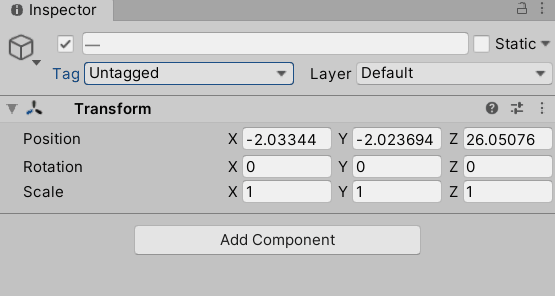 Inspector
— Static
Tag Untagged Layer Default
Transform
Position X -2.03344 Y -2.023694 Z 26.05076
Rotation X 0 Y 0 Z 0
Scale X 1 Y 1 Z 1
Add Component